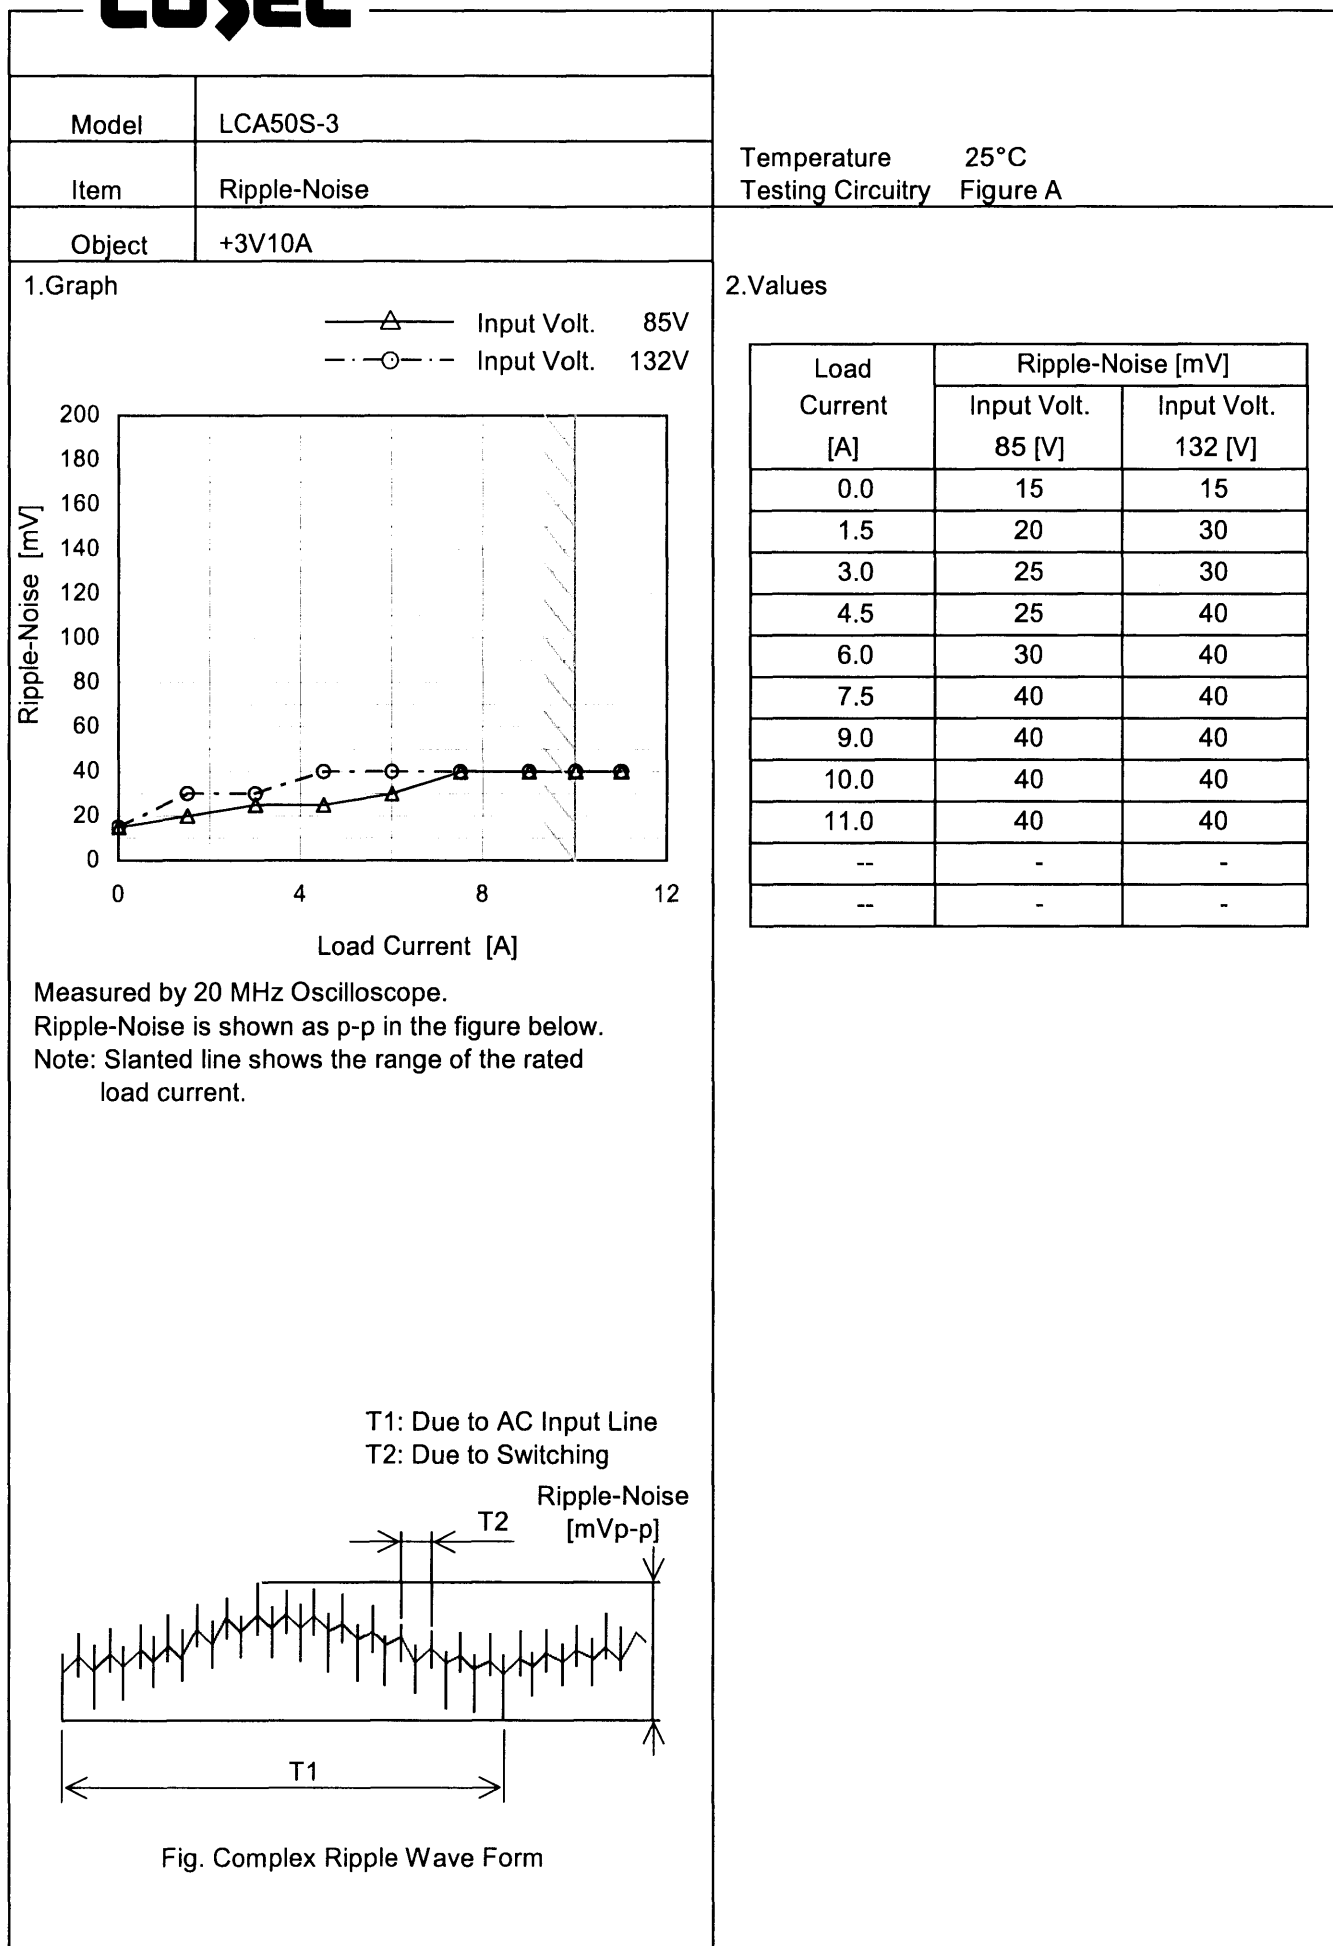 COSEL
Model LCA50S-3
Item Ripple-Noise
Object +3V10A
Temperature 25°C
Testing Circuitry Figure A
1.Graph
Input Volt. 85V
Input Volt. 132V
200
180
160
140
120
100
80
60
40
20
0
Ripple-Noise [mV]
0 4 8 12
Load Current [A]
Measured by 20 MHz Oscilloscope.
Ripple-Noise is shown as p-p in the figure below.
Note: Slanted line shows the range of the rated
load current.
T1: Due to AC Input Line
T2: Due to Switching
Ripple-Noise
[mVp-p]
T2
T1
Fig. Complex Ripple Wave Form
2.Values
Load Ripple-Noise [mV]
Current Input Volt. Input Volt.
[A] 85 [V] 132 [V]
0.0 15 15
1.5 20 30
3.0 25 30
4.5 25 40
6.0 30 40
7.5 40 40
9.0 40 40
10.0 40 40
11.0 40 40
-- - -
-- - -